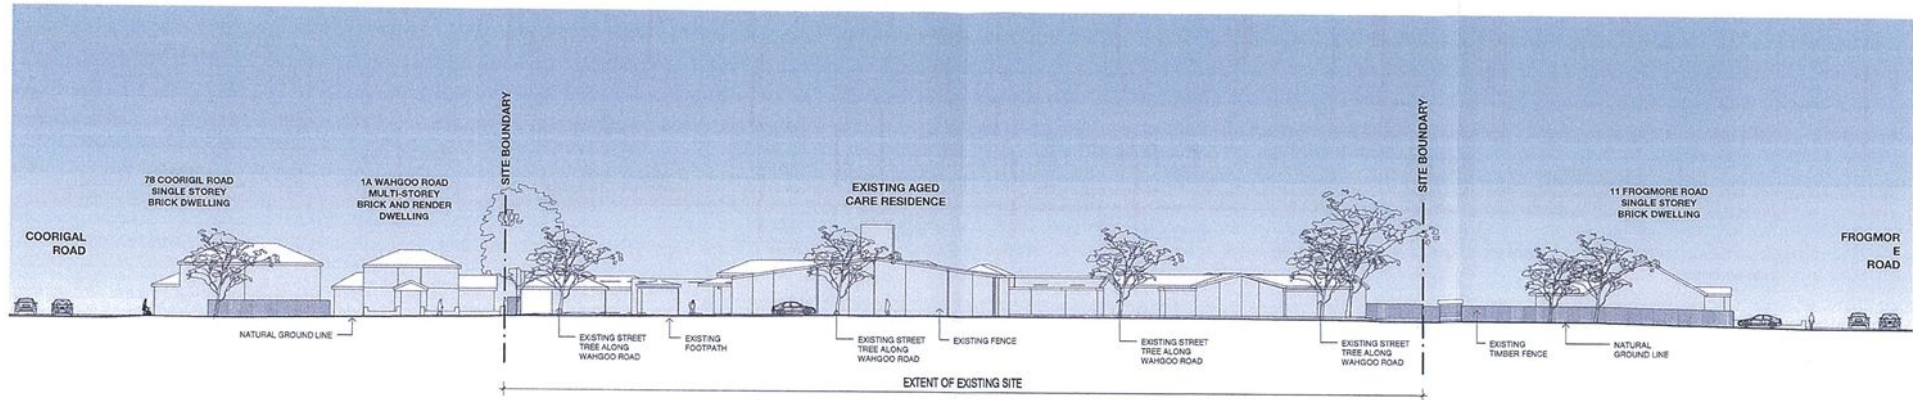 SITE BOUNDARY
SITE BOUNDARY
78 COORIGIL ROAD
SINGLE STOREY
BRICK DWELLING
1A WAHGOO ROAD
MULTI-STOREY
BRICK AND RENDER
DWELLING
EXISTING AGED
CARE RESIDENCE
11 FROGMORE ROAD
SINGLE STOREY
BRICK DWELLING
COORIGAL
ROAD
FROGMOR
E
ROAD
NATURAL GROUND LINE
EXISTING STREET
TREE ALONG
WAHGOO ROAD
EXISTING
FOOTPATH
EXISTING STREET
TREE ALONG
WAHGOO ROAD
EXISTING FENCE
EXISTING STREET
TREE ALONG
WAHGOO ROAD
EXISTING STREET
TREE ALONG
WAHGOO ROAD
EXISTING
TIMBER FENCE
NATURAL
GROUND LINE
EXTENT OF EXISTING SITE